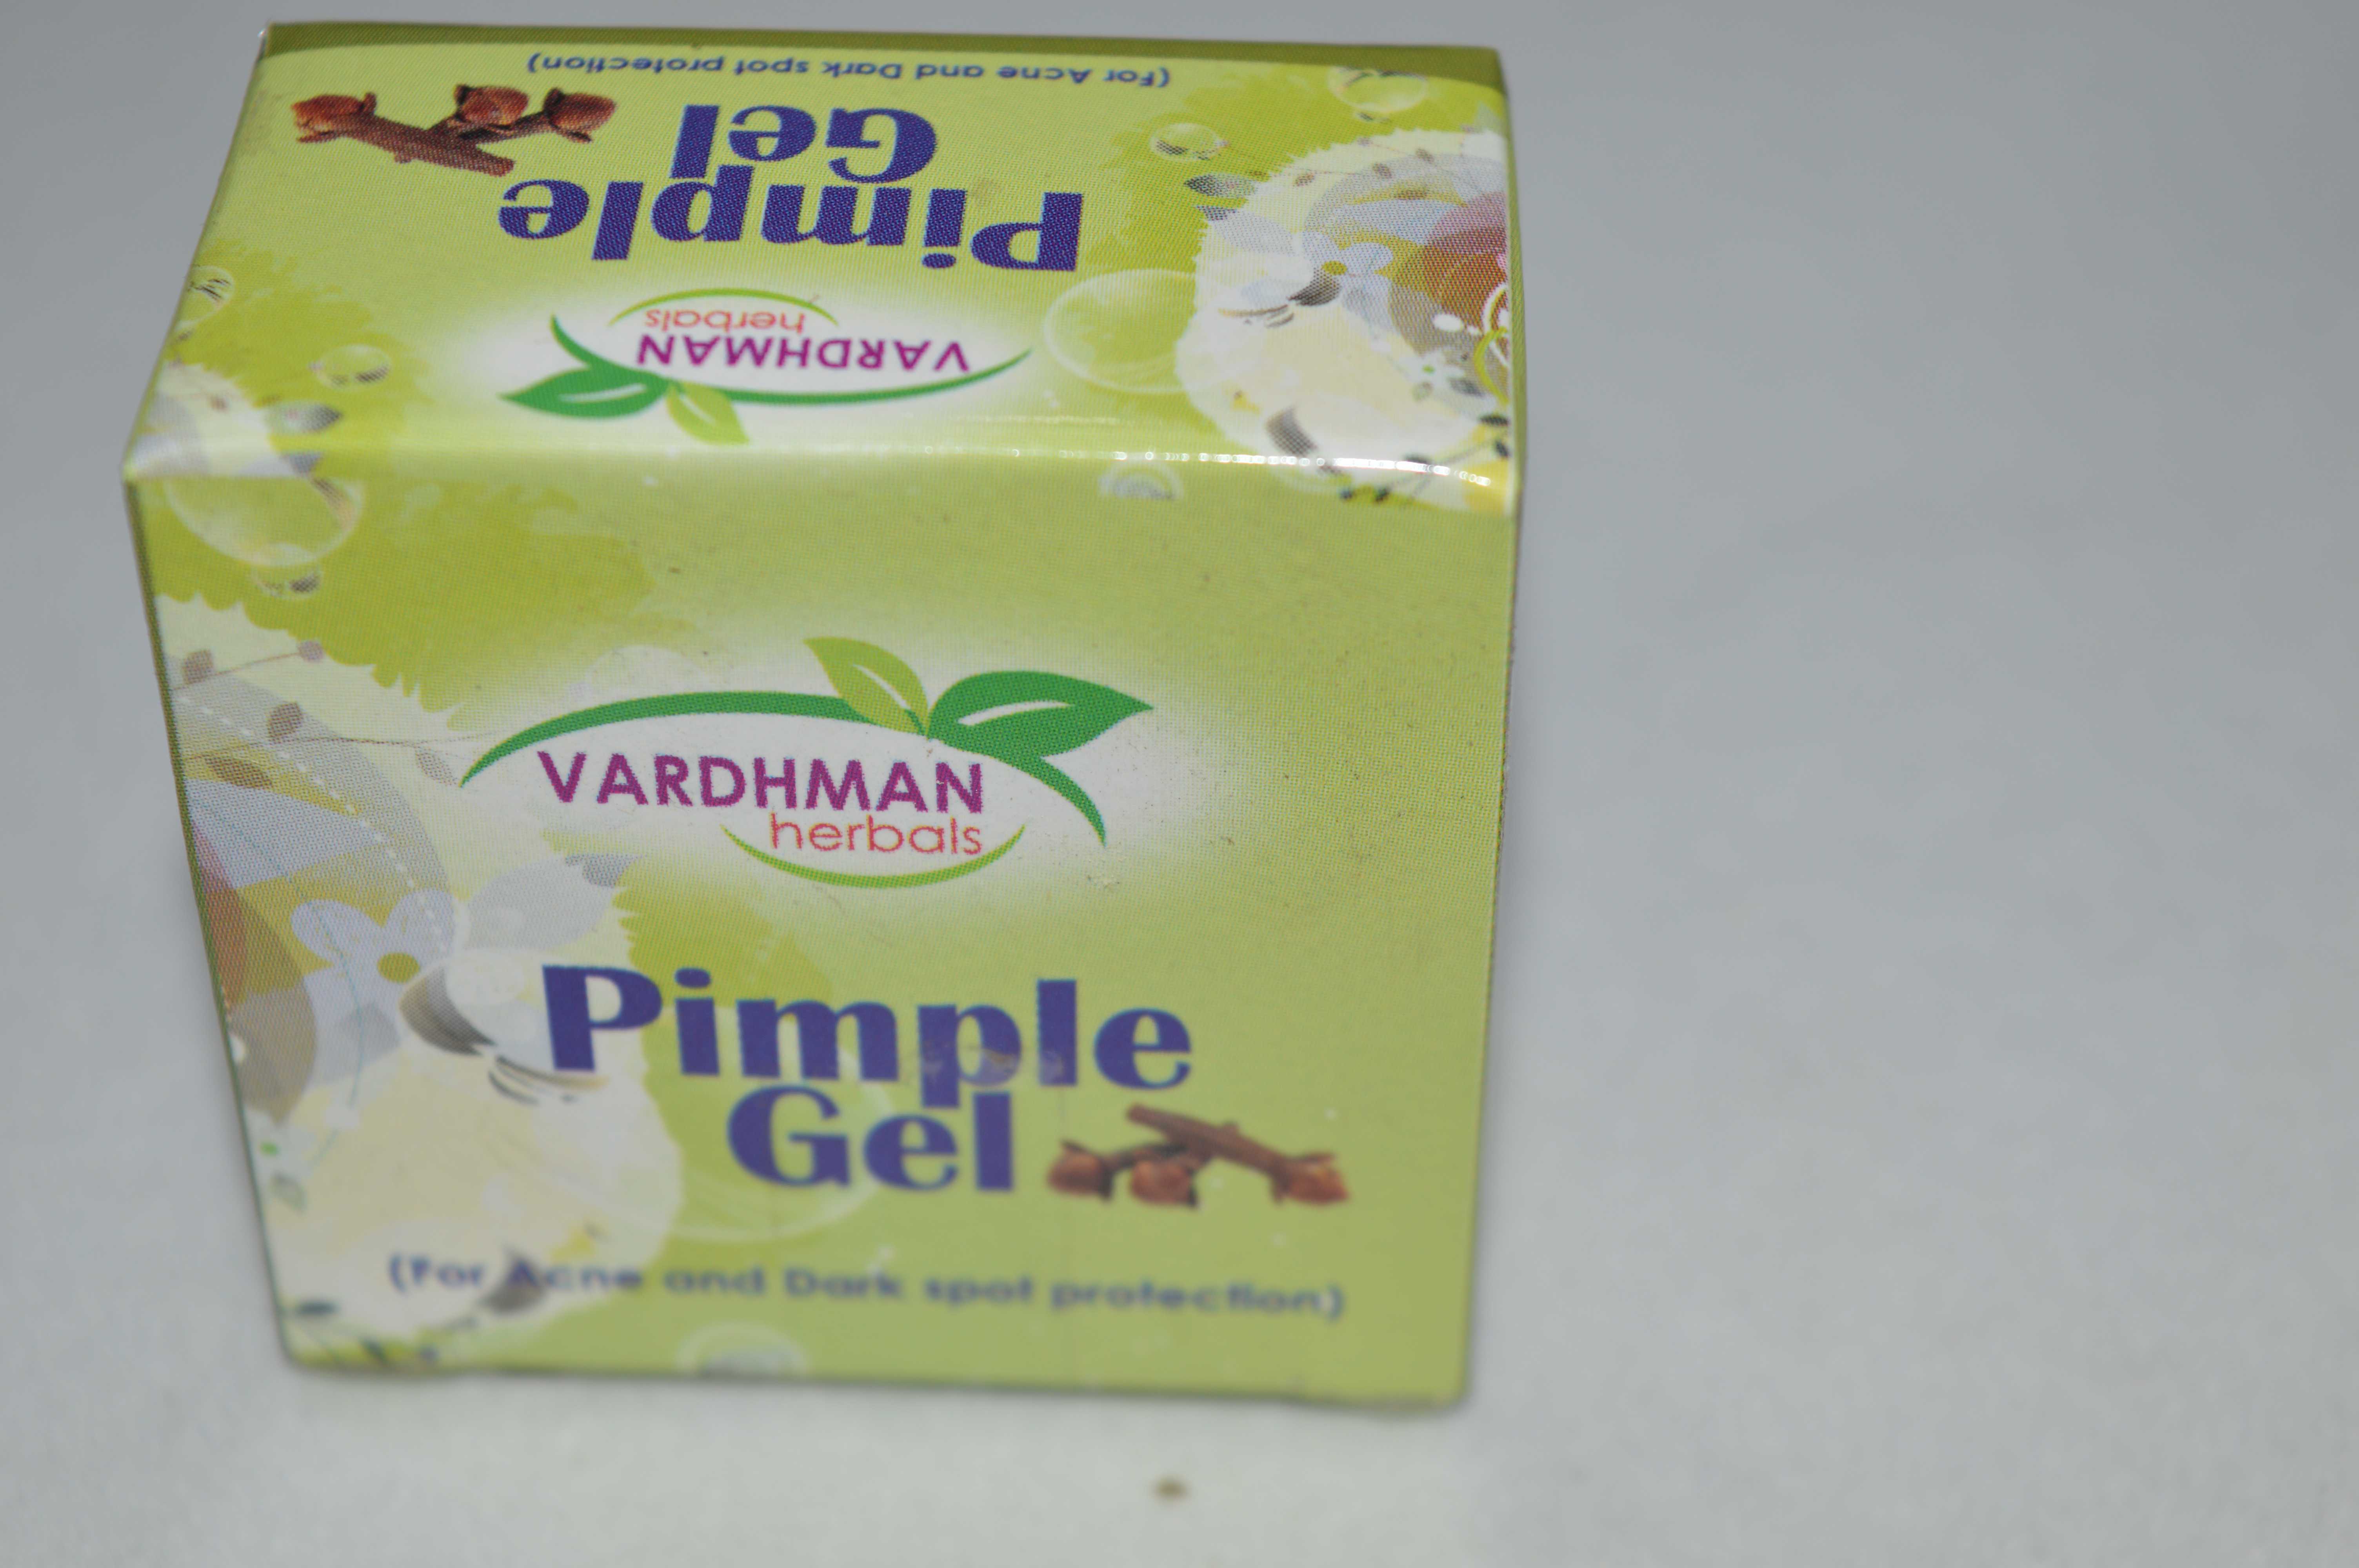 VARDHMAN
herbals
Pimple
Gel
(For Acne and Dark spot protection)
VARDHMAN
herbals
Pimple
Gel
(For Acne and Dark spot protection)